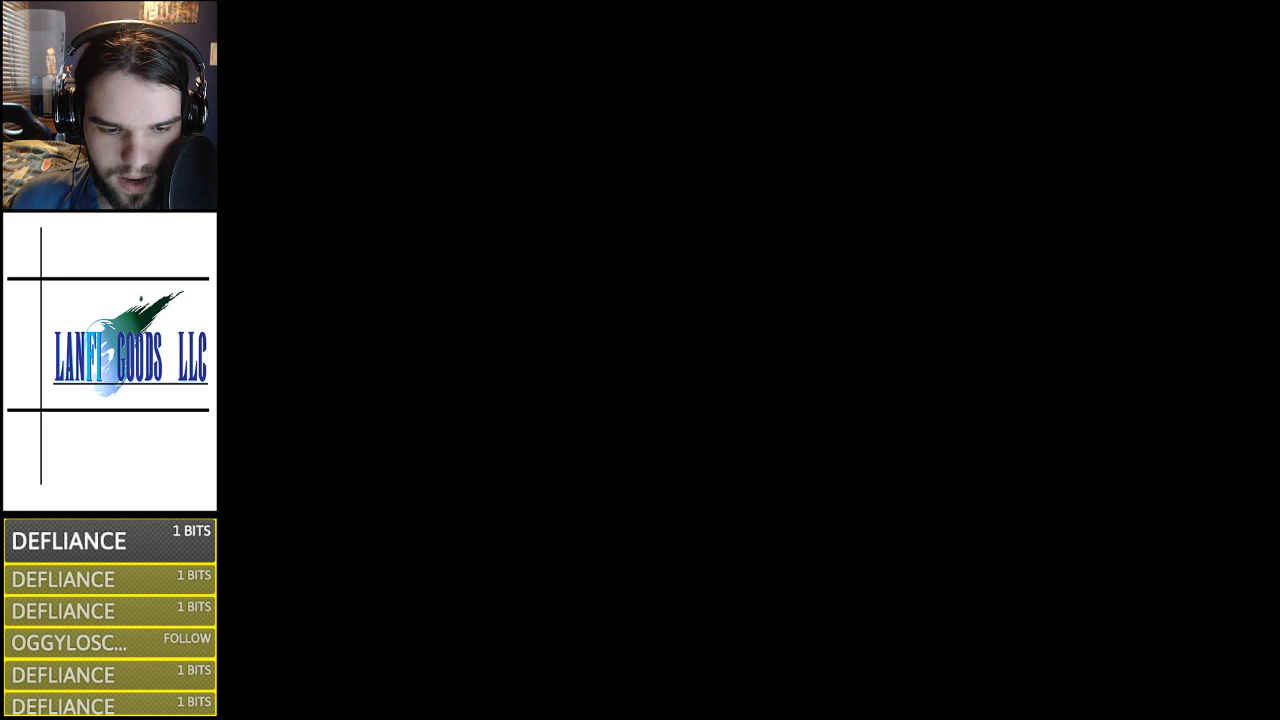 LANFI GOODS LLC
DEFLIANCE 1 BITS
DEFLIANCE 1 BITS
DEFLIANCE 1 BITS
OGGYLOSC... FOLLOW
DEFLIANCE 1 BITS
DEFLIANCE 1 BITS